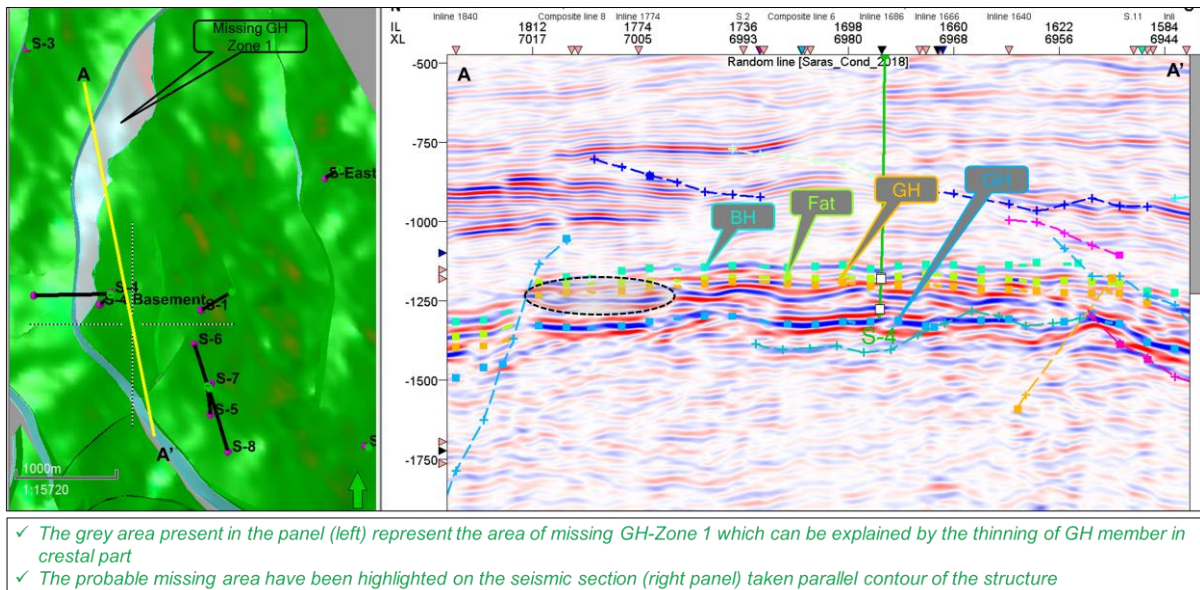 Missing GH
Zone 1
A
S-3
S-East
S-4 Basement
S-1
S-6
S-7
S-5
S-8
A'
1000m
1:15720
Inline 1840 Composite line 8 Inline 1774 S.2 Composite line 6 Inline 1686 Inline 1666 Inline 1640 S.11
IL 1812 1774 1736 1698 1660 1622 1584
XL 7017 7005 6993 6980 6968 6956 6944
Random line [Saras_Cond_2018]
A A'
-500
-750
-1000
-1250
-1500
-1750
BH
Fat
GH
GH
S-4
✓ The grey area present in the panel (left) represent the area of missing GH-Zone 1 which can be explained by the thinning of GH member in
crestal part
✓ The probable missing area have been highlighted on the seismic section (right panel) taken parallel contour of the structure